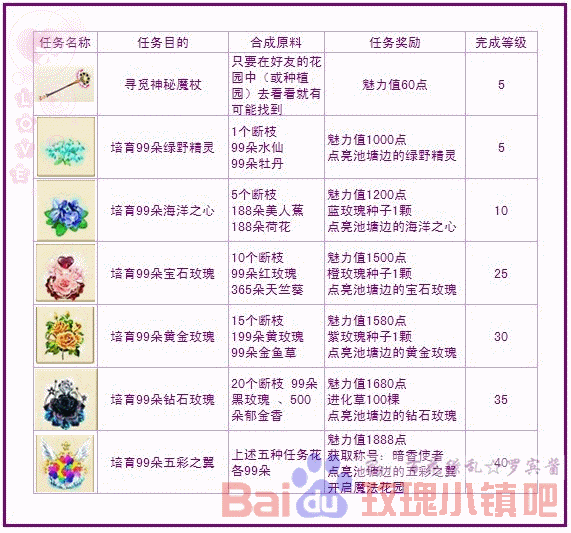 任务名称 任务目的 合成原料 任务奖励 完成等级
寻觅神秘魔杖
只要在好友的花
园中（或种植
园）去看看就有
可能找到
魅力值60点
5
培育99朵绿野精灵
1个断枝
99朵水仙
99朵牡丹
魅力值1000点
点亮池塘边的绿野精灵
5
培育99朵海洋之心
5个断枝
188朵美人蕉
188朵荷花
魅力值1200点
蓝玫瑰种子1颗
点亮池塘边的海洋之心
10
培育99朵宝石玫瑰
10个断枝
99朵红玫瑰
365朵天竺葵
魅力值1500点
橙玫瑰种子1颗
点亮池塘边的宝石玫瑰
25
培育99朵黄金玫瑰
15个断枝
199朵黄玫瑰
99朵金鱼草
魅力值1580点
紫玫瑰种子1颗
点亮池塘边的黄金玫瑰
30
培育99朵钻石玫瑰
20个断枝 99朵
黑玫瑰 、500
朵郁金香
魅力值1680点
进化草100棵
点亮池塘边的钻石玫瑰
35
培育99朵五彩之翼
上述五种任务花
各99朵
魅力值1888点
获取称号：暗香使者
点亮池塘边的五彩之翼
开启魔法花园
40
LOVE
乱☆罗宾酱
Baidu 玫瑰小镇吧